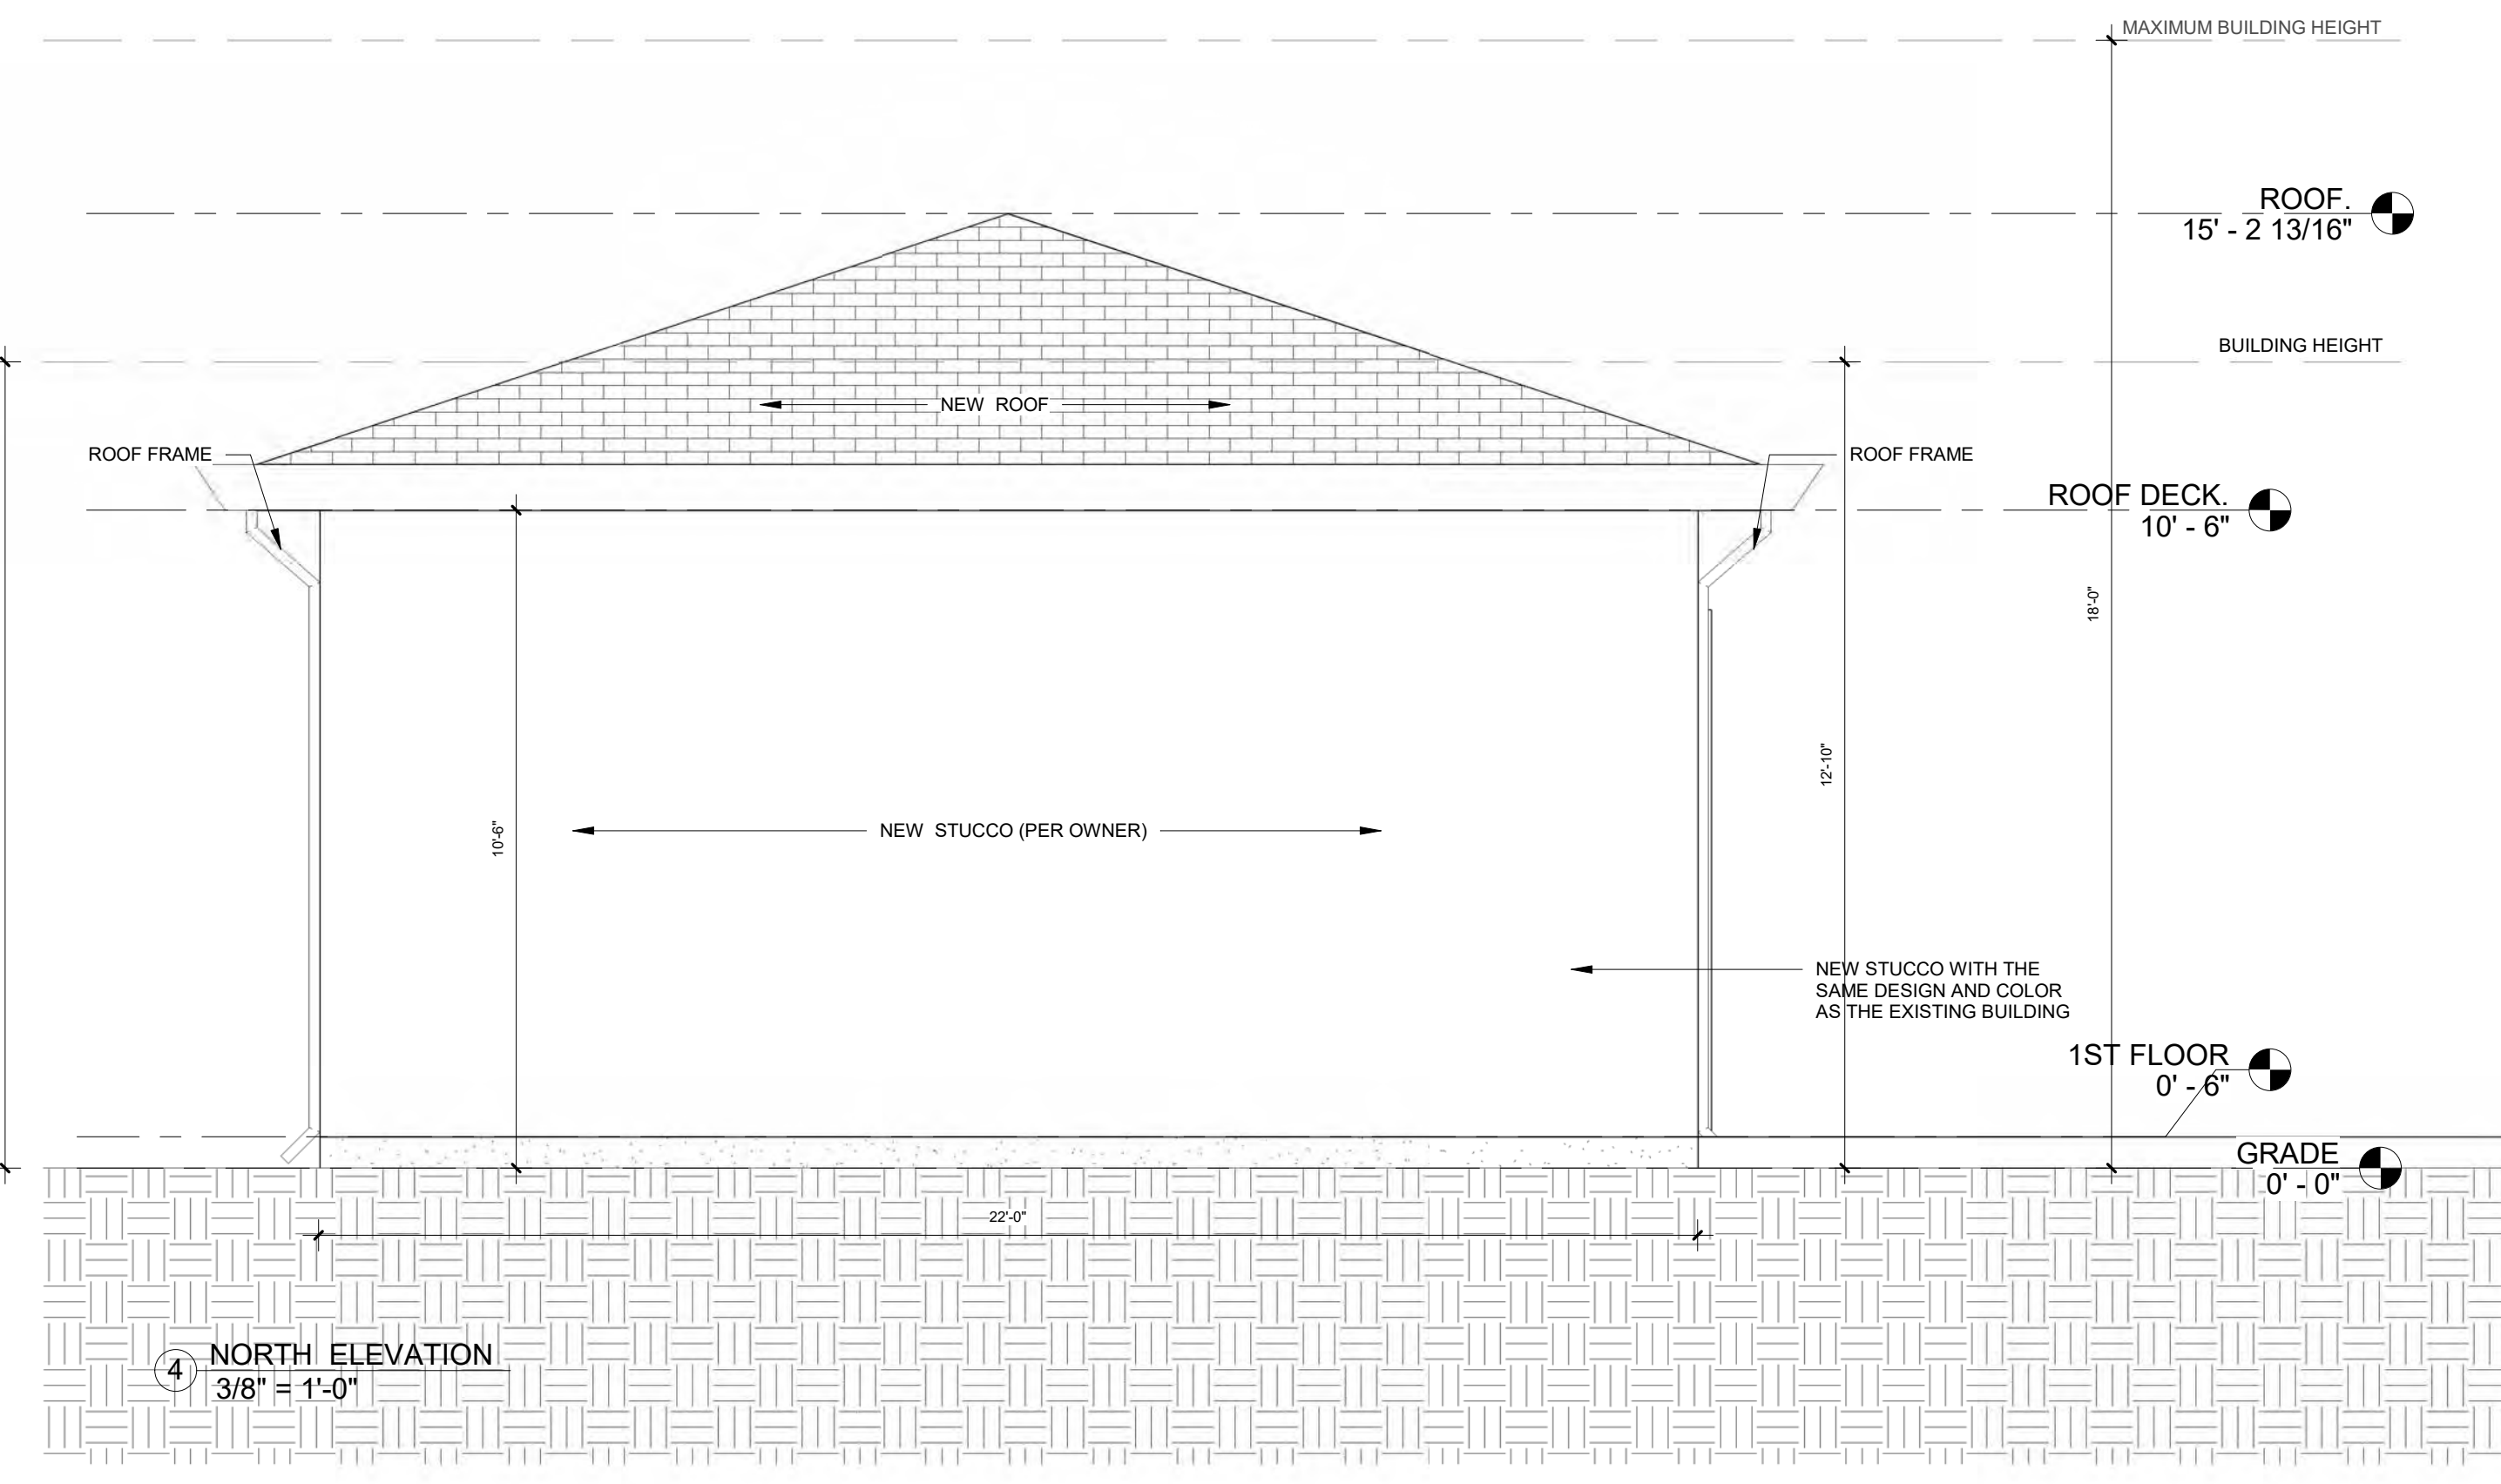 MAXIMUM BUILDING HEIGHT
ROOF.
15' - 2 13/16"
BUILDING HEIGHT
NEW  ROOF
ROOF FRAME
ROOF FRAME
ROOF DECK.
10' - 6"
18'-0"
12'-10"
10'-6"
NEW  STUCCO (PER OWNER)
NEW STUCCO WITH THE
SAME DESIGN AND COLOR
AS THE EXISTING BUILDING
1ST FLOOR
0' - 6"
GRADE
0' - 0"
22'-0"
4
NORTH  ELEVATION
3/8" = 1'-0"